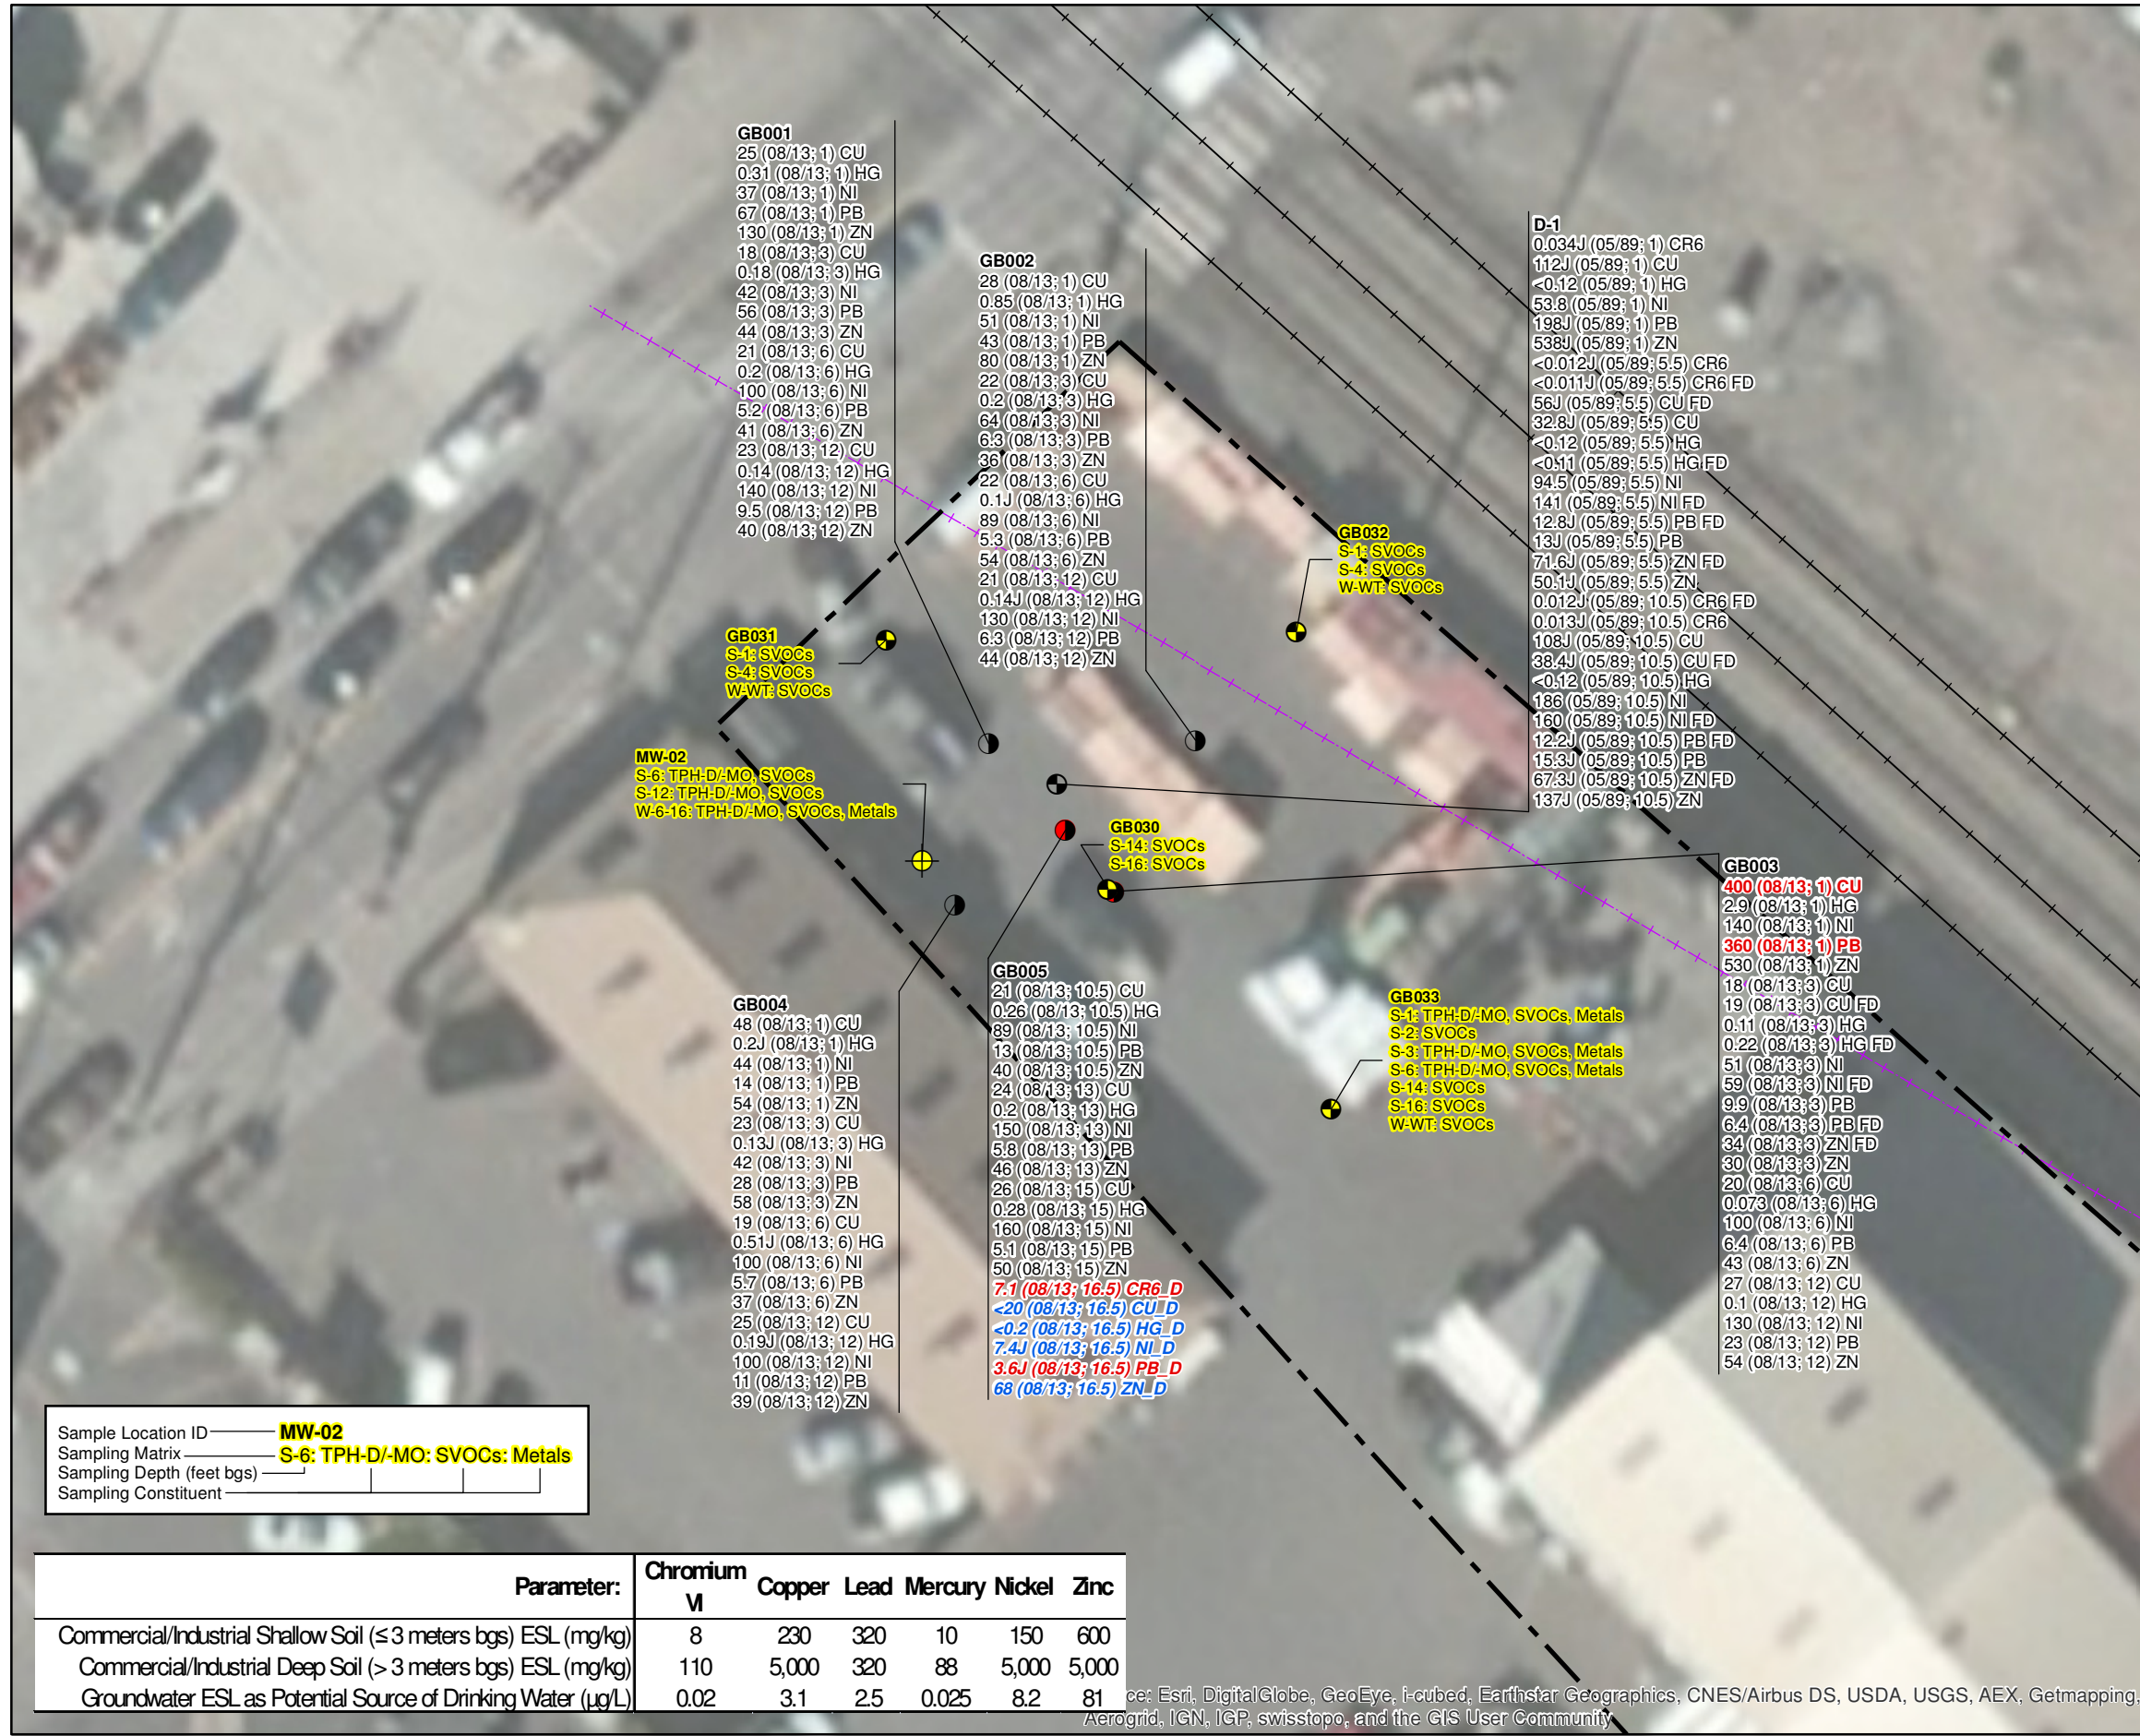 GB001
25 (08/13; 1) CU
0.31 (08/13; 1) HG
37 (08/13; 1) NI
67 (08/13; 1) PB
130 (08/13; 1) ZN
18 (08/13; 3) CU
0.18 (08/13; 3) HG
42 (08/13; 3) NI
56 (08/13; 3) PB
44 (08/13; 3) ZN
21 (08/13; 6) CU
0.2 (08/13; 6) HG
100 (08/13; 6) NI
5.2 (08/13; 6) PB
41 (08/13; 6) ZN
23 (08/13; 12) CU
0.14 (08/13; 12) HG
140 (08/13; 12) NI
9.5 (08/13; 12) PB
40 (08/13; 12) ZN
GB002
28 (08/13; 1) CU
0.85 (08/13; 1) HG
51 (08/13; 1) NI
43 (08/13; 1) PB
80 (08/13; 1) ZN
22 (08/13; 3) CU
0.2 (08/13; 3) HG
64 (08/13; 3) NI
6.3 (08/13; 3) PB
36 (08/13; 3) ZN
22 (08/13; 6) CU
0.1J (08/13; 6) HG
89 (08/13; 6) NI
5.3 (08/13; 6) PB
54 (08/13; 6) ZN
21 (08/13; 12) CU
0.14J (08/13; 12) HG
130 (08/13; 12) NI
6.3 (08/13; 12) PB
44 (08/13; 12) ZN
D-1
0.034J (05/89; 1) CR6
112J (05/89; 1) CU
<0.12 (05/89; 1) HG
53.8 (05/89; 1) NI
198J (05/89; 1) PB
538J (05/89; 1) ZN
<0.012J (05/89; 5.5) CR6
<0.011J (05/89; 5.5) CR6 FD
56J (05/89; 5.5) CU FD
32.8J (05/89; 5.5) CU
<0.12 (05/89; 5.5) HG
<0.11 (05/89; 5.5) HG FD
94.5 (05/89; 5.5) NI
141 (05/89; 5.5) NI FD
12.8J (05/89; 5.5) PB FD
13J (05/89; 5.5) PB
71.6J (05/89; 5.5) ZN FD
50.1J (05/89; 5.5) ZN
0.012J (05/89; 10.5) CR6 FD
0.013J (05/89; 10.5) CR6
108J (05/89; 10.5) CU
38.4J (05/89; 10.5) CU FD
<0.12 (05/89; 10.5) HG
186 (05/89; 10.5) NI
160 (05/89; 10.5) NI FD
12.2J (05/89; 10.5) PB FD
15.3J (05/89; 10.5) PB
67.3J (05/89; 10.5) ZN FD
137J (05/89; 10.5) ZN
GB032
S-1: SVOCs
S-4: SVOCs
W-WT: SVOCs
GB031
S-1: SVOCs
S-4: SVOCs
W-WT: SVOCs
MW-02
S-6: TPH-D/-MO, SVOCs
S-12: TPH-D/-MO, SVOCs
W-6-16: TPH-D/-MO, SVOCs, Metals
GB030
S-14: SVOCs
S-16: SVOCs
GB003
400 (08/13; 1) CU
2.9 (08/13; 1) HG
140 (08/13; 1) NI
360 (08/13; 1) PB
530 (08/13; 1) ZN
18 (08/13; 3) CU
19 (08/13; 3) CU FD
0.11 (08/13; 3) HG
0.22 (08/13; 3) HG FD
51 (08/13; 3) NI
59 (08/13; 3) NI FD
9.9 (08/13; 3) PB
6.4 (08/13; 3) PB FD
34 (08/13; 3) ZN FD
30 (08/13; 3) ZN
20 (08/13; 6) CU
0.073 (08/13; 6) HG
100 (08/13; 6) NI
6.4 (08/13; 6) PB
43 (08/13; 6) ZN
27 (08/13; 12) CU
0.1 (08/13; 12) HG
130 (08/13; 12) NI
23 (08/13; 12) PB
54 (08/13; 12) ZN
GB004
48 (08/13; 1) CU
0.2J (08/13; 1) HG
44 (08/13; 1) NI
14 (08/13; 1) PB
54 (08/13; 1) ZN
23 (08/13; 3) CU
0.13J (08/13; 3) HG
42 (08/13; 3) NI
28 (08/13; 3) PB
58 (08/13; 3) ZN
19 (08/13; 6) CU
0.51J (08/13; 6) HG
100 (08/13; 6) NI
5.7 (08/13; 6) PB
37 (08/13; 6) ZN
25 (08/13; 12) CU
0.19J (08/13; 12) HG
100 (08/13; 12) NI
11 (08/13; 12) PB
39 (08/13; 12) ZN
GB005
21 (08/13; 10.5) CU
0.26 (08/13; 10.5) HG
89 (08/13; 10.5) NI
13 (08/13; 10.5) PB
40 (08/13; 10.5) ZN
24 (08/13; 13) CU
0.2 (08/13; 13) HG
150 (08/13; 13) NI
5.8 (08/13; 13) PB
46 (08/13; 13) ZN
26 (08/13; 15) CU
0.28 (08/13; 15) HG
160 (08/13; 15) NI
5.1 (08/13; 15) PB
50 (08/13; 15) ZN
7.1 (08/13; 16.5) CR6_D
<20 (08/13; 16.5) CU_D
<0.2 (08/13; 16.5) HG_D
7.4J (08/13; 16.5) NI_D
3.6J (08/13; 16.5) PB_D
68 (08/13; 16.5) ZN_D
GB033
S-1: TPH-D/-MO, SVOCs, Metals
S-2: SVOCs
S-3: TPH-D/-MO, SVOCs, Metals
S-6: TPH-D/-MO, SVOCs, Metals
S-14: SVOCs
S-16: SVOCs
W-WT: SVOCs
Sample Location ID MW-02
Sampling Matrix S-6: TPH-D/-MO: SVOCs: Metals
Sampling Depth (feet bgs)
Sampling Constituent
Parameter: Chromium VI Copper Lead Mercury Nickel Zinc
Commercial/Industrial Shallow Soil (≤ 3 meters bgs) ESL (mg/kg) 8 230 320 10 150 600
Commercial/Industrial Deep Soil (> 3 meters bgs) ESL (mg/kg) 110 5,000 320 88 5,000 5,000
Groundwater ESL as Potential Source of Drinking Water (µg/L) 0.02 3.1 2.5 0.025 8.2 81
ce: Esri, DigitalGlobe, GeoEye, i-cubed, Earthstar Geographics, CNES/Airbus DS, USDA, USGS, AEX, Getmapping,
Aerogrid, IGN, IGP, swisstopo, and the GIS User Community